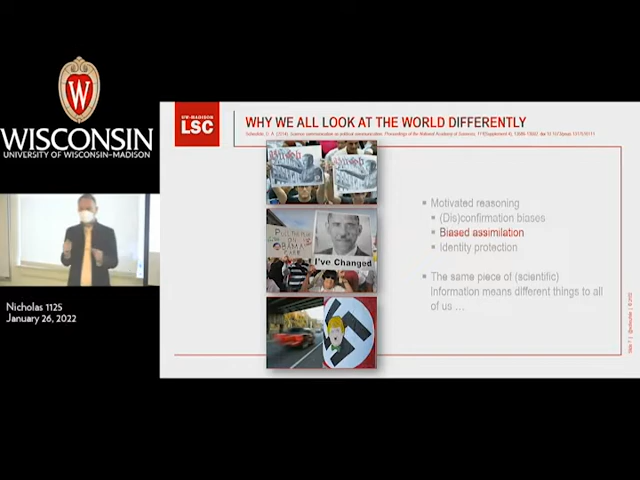 W
WISCONSIN
UNIVERSITY OF WISCONSIN–MADISON
Nicholas 1125
January 26, 2022
UW–MADISON
LSC
WHY WE ALL LOOK AT THE WORLD DIFFERENTLY
I've Changed
▪ Motivated reasoning
▪ (Dis)confirmation biases
▪ Biased assimilation
▪ Identity protection
▪ The same piece of (scientific)
Information means different things to all
of us …